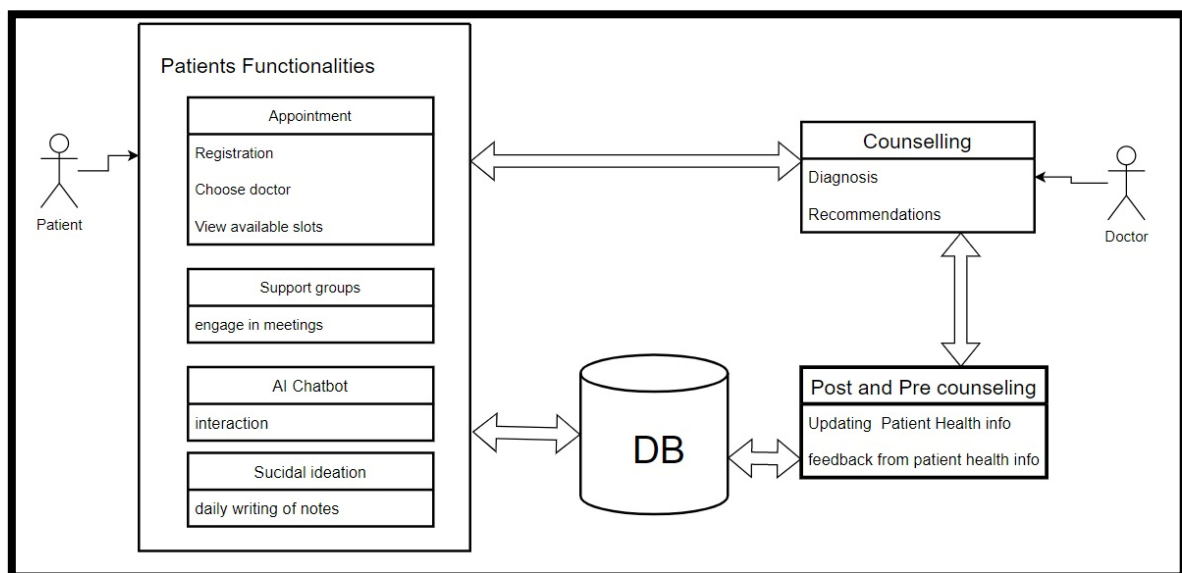 Patients Functionalities
Appointment
Registration
Choose doctor
View available slots
Support groups
engage in meetings
AI Chatbot
interaction
Sucidal ideation
daily writing of notes
Patient
DB
Counselling
Diagnosis
Recommendations
Doctor
Post and Pre counseling
Updating Patient Health info
feedback from patient health info